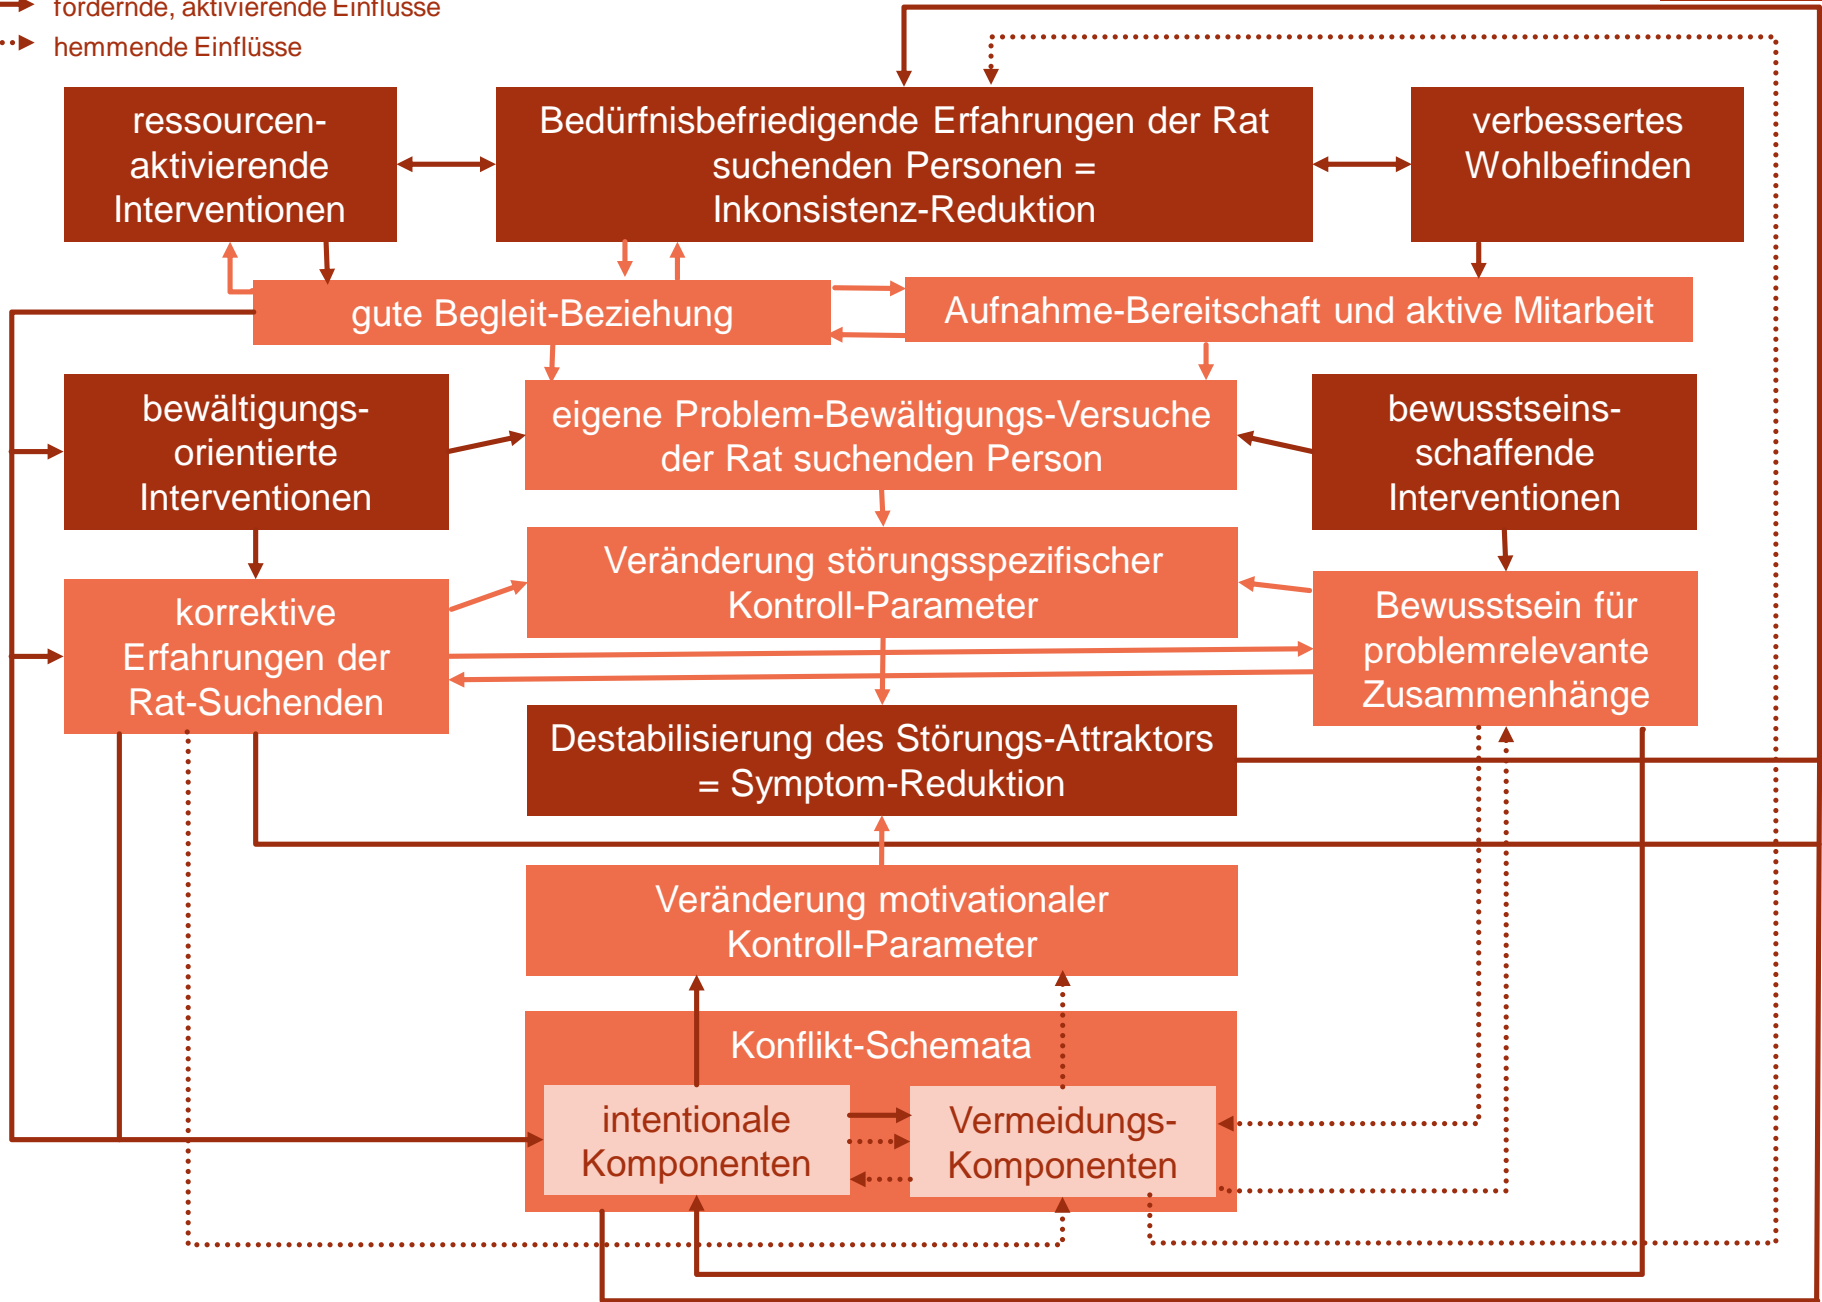 fördernde, aktivierende Einflüsse
hemmende Einflüsse
ressourcen-
aktivierende
Interventionen
Bedürfnisbefriedigende Erfahrungen der Rat
suchenden Personen =
Inkonsistenz-Reduktion
verbessertes
Wohlbefinden
gute Begleit-Beziehung
Aufnahme-Bereitschaft und aktive Mitarbeit
bewältigungs-
orientierte
Interventionen
eigene Problem-Bewältigungs-Versuche
der Rat suchenden Person
bewusstseins-
schaffende
Interventionen
Veränderung störungsspezifischer
Kontroll-Parameter
korrektive
Erfahrungen der
Rat-Suchenden
Bewusstsein für
problemrelevante
Zusammenhänge
Destabilisierung des Störungs-Attraktors
= Symptom-Reduktion
Veränderung motivationaler
Kontroll-Parameter
Konflikt-Schemata
intentionale
Komponenten
Vermeidungs-
Komponenten